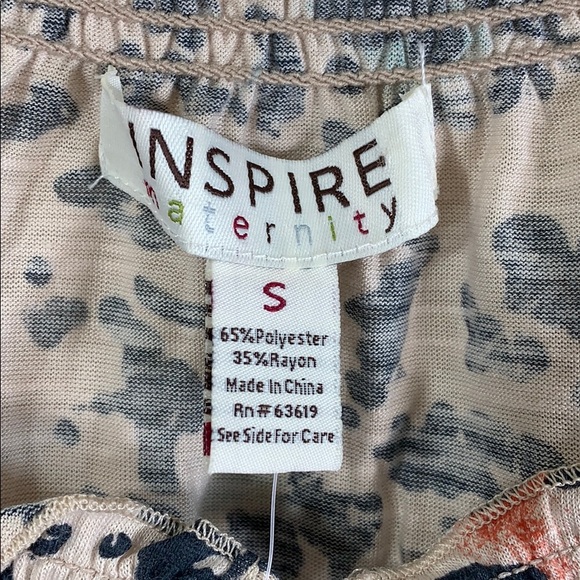 INSPIRE
maternity
S
65%Polyester
35%Rayon
Made In China
Rn#63619
See Side For Care